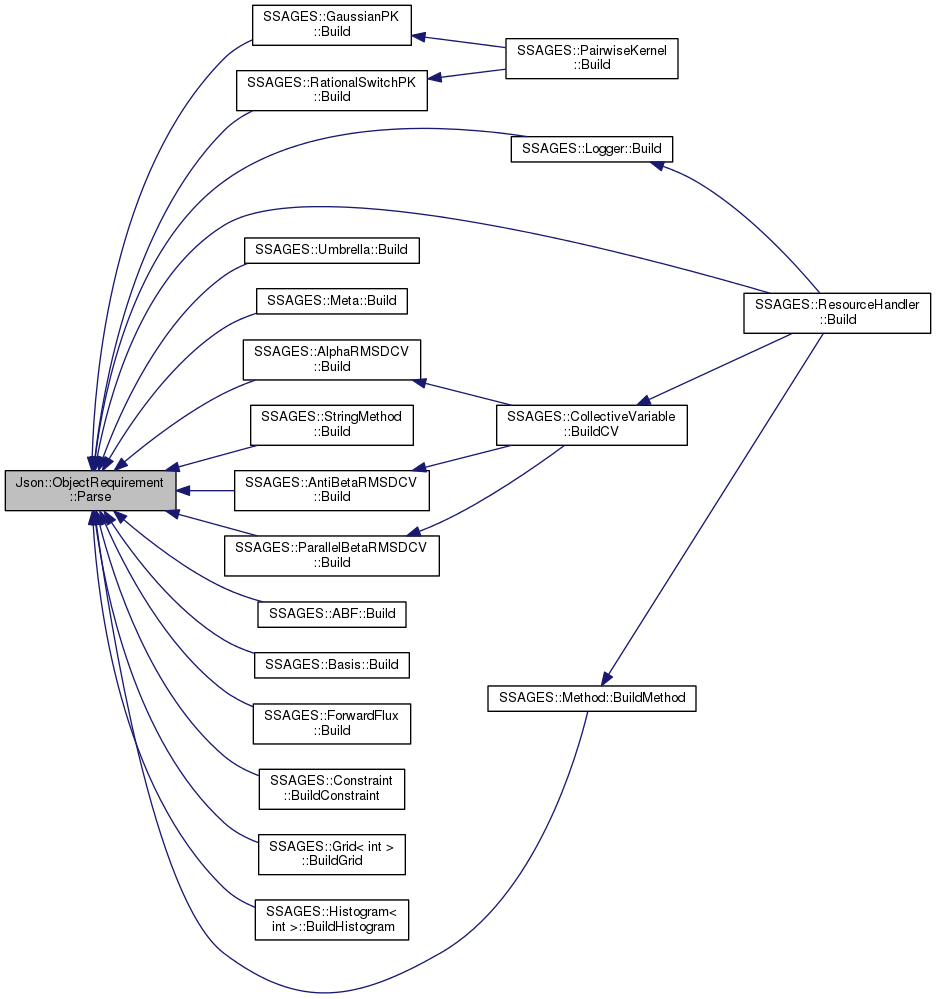 SSAGES::GaussianPK
::Build
SSAGES::PairwiseKernel
::Build
SSAGES::RationalSwitchPK
::Build
SSAGES::Logger::Build
SSAGES::Umbrella::Build
SSAGES::Meta::Build
SSAGES::ResourceHandler
::Build
SSAGES::AlphaRMSDCV
::Build
SSAGES::StringMethod
::Build
SSAGES::CollectiveVariable
::BuildCV
Json::ObjectRequirement
::Parse
SSAGES::AntiBetaRMSDCV
::Build
SSAGES::ParallelBetaRMSDCV
::Build
SSAGES::ABF::Build
SSAGES::Basis::Build
SSAGES::Method::BuildMethod
SSAGES::ForwardFlux
::Build
SSAGES::Constraint
::BuildConstraint
SSAGES::Grid< int >
::BuildGrid
SSAGES::Histogram<
int >::BuildHistogram